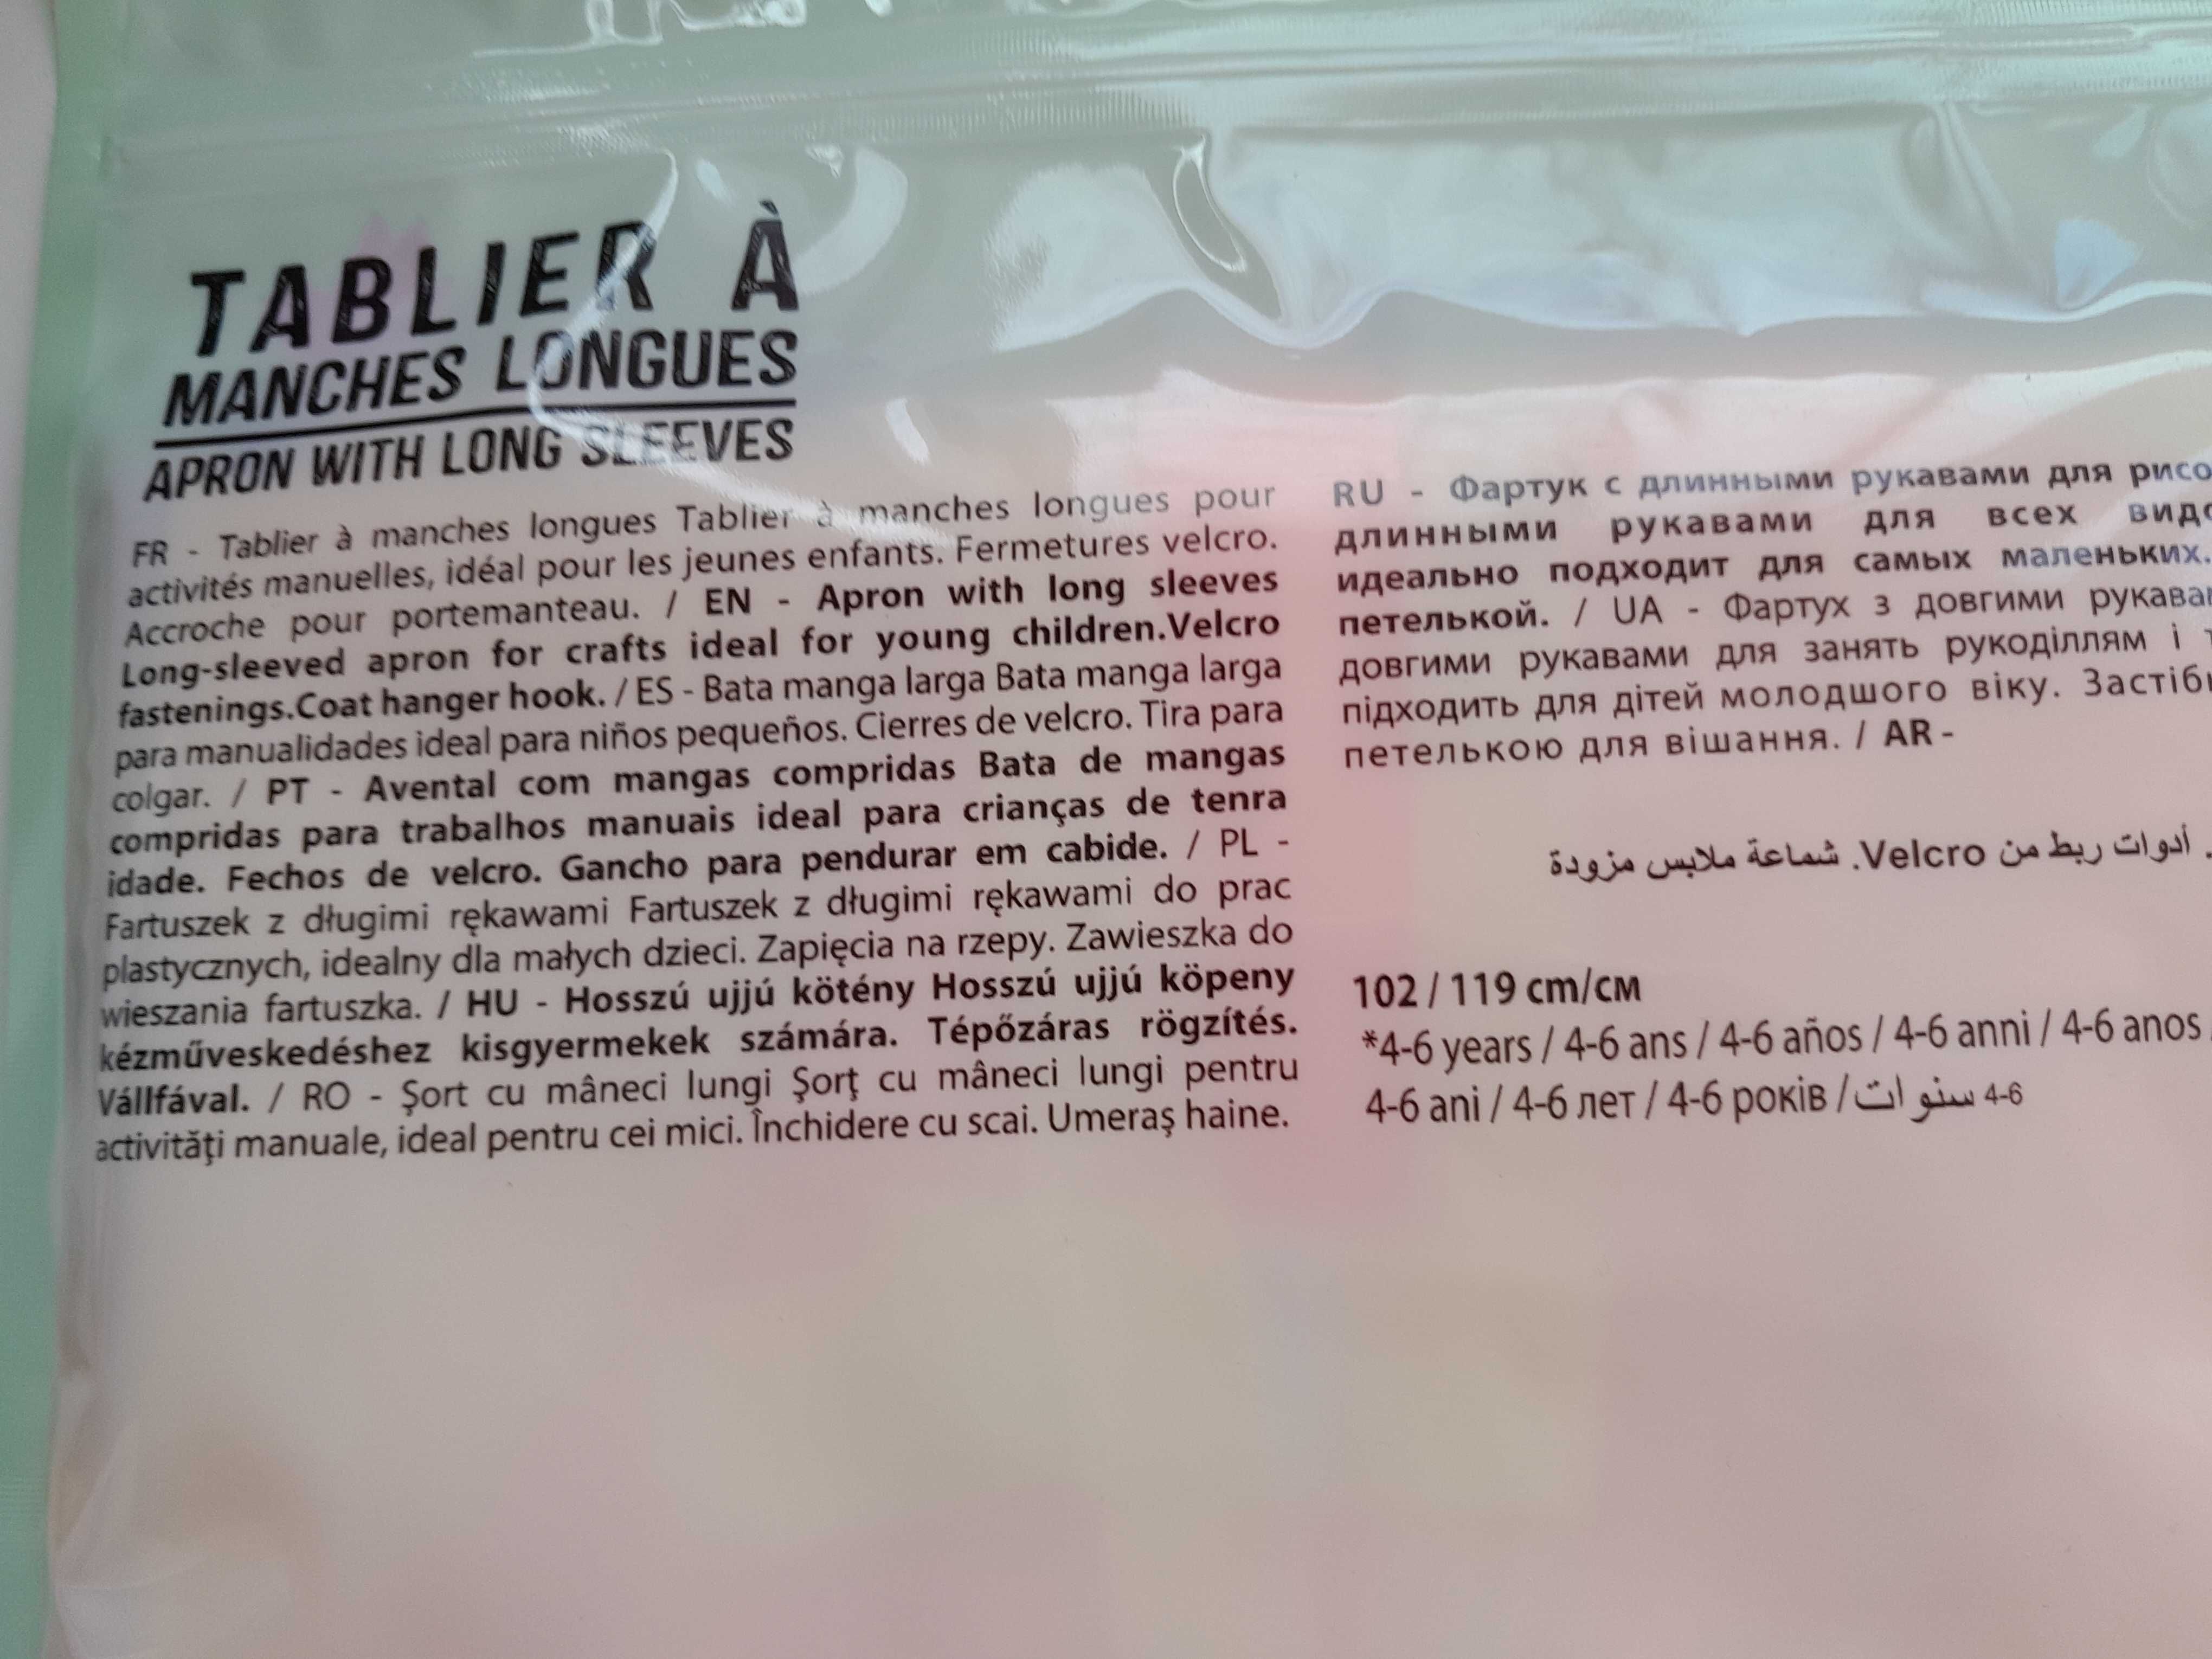 TABLIER À
MANCHES LONGUES
APRON WITH LONG SLEEVES
FR - Tablier à manches longues Tablier à manches longues pour
activités manuelles, idéal pour les jeunes enfants. Fermetures velcro.
Accroche pour portemanteau. / EN - Apron with long sleeves
Long-sleeved apron for crafts ideal for young children.Velcro
fastenings.Coat hanger hook. / ES - Bata manga larga Bata manga larga
para manualidades ideal para niños pequeños. Cierres de velcro. Tira para
colgar. / PT - Avental com mangas compridas Bata de mangas
compridas para trabalhos manuais ideal para crianças de tenra
idade. Fechos de velcro. Gancho para pendurar em cabide. / PL -
Fartuszek z długimi rękawami Fartuszek z długimi rękawami do prac
plastycznych, idealny dla małych dzieci. Zapięcia na rzepy. Zawieszka do
wieszania fartuszka. / HU - Hosszú ujjú kötény Hosszú ujjú köpeny
kézműveskedéshez kisgyermekek számára. Tépőzáras rögzítés.
Vállfával. / RO - Şort cu mâneci lungi Şorţ cu mâneci lungi pentru
activităţi manuale, ideal pentru cei mici. Închidere cu scai. Umeraş haine.
RU - Фартук с длинными рукавами для
длинными рукавами для всех
идеально подходит для самых маленьких.
петелькой. / UA - Фартух з довгими
довгими рукавами для занять рукоділлям і
підходить для дітей молодшого віку.
петелькою для вішання. / AR -
. أدوات ربط من Velcro. شماعة ملابس مزودة
102 / 119 cm/см
*4-6 years / 4-6 ans / 4-6 años / 4-6 anni / 4-6 anos
4-6 ani / 4-6 лет / 4-6 років / 4-6 سنوات